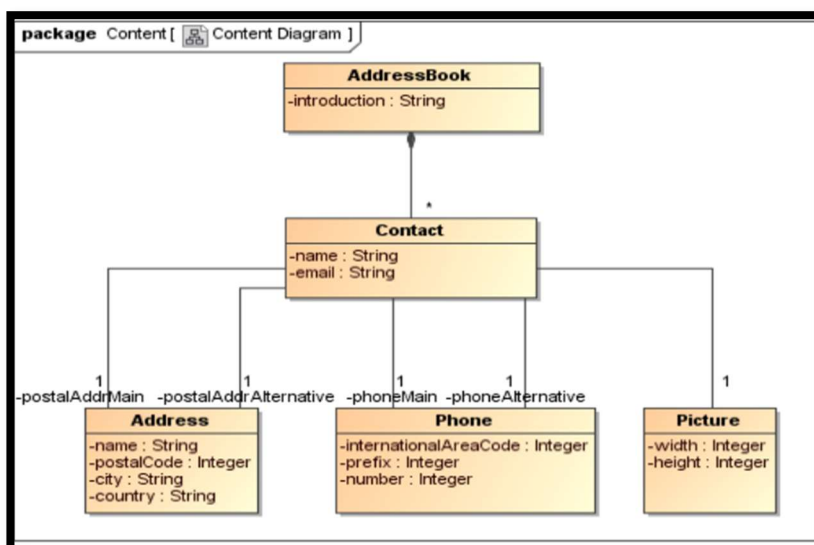 package Content [ Content Diagram ]
AddressBook
-introduction : String
*
Contact
-name : String
-email : String
1 1 1 1 1
-postalAddrMain -postalAddrAlternative -phoneMain -phoneAlternative
Address
-name : String
-postalCode : Integer
-city : String
-country : String
Phone
-internationalAreaCode : Integer
-prefix : Integer
-number : Integer
Picture
-width : Integer
-height : Integer